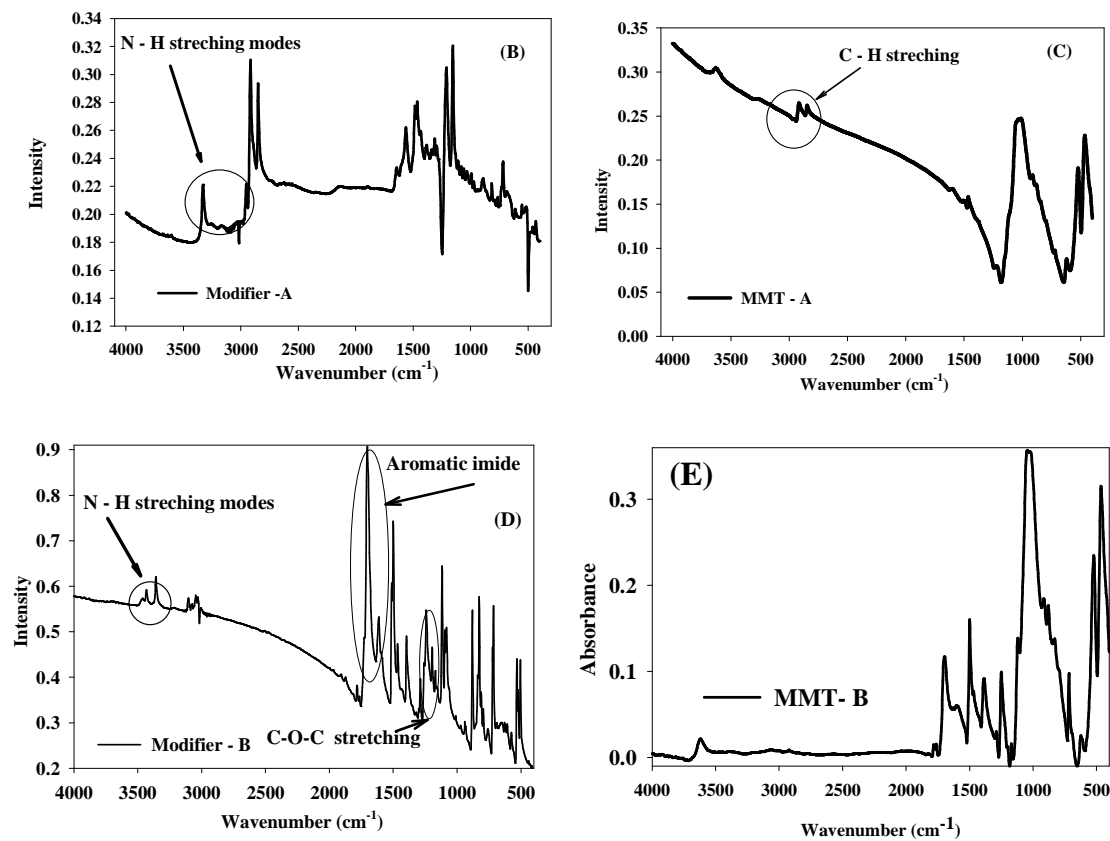 0.34
0.32
0.30
0.28
0.26
0.24
0.22
0.20
0.18
0.16
0.14
0.12
Intensity
N - H streching modes
(B)
Modifier -A
4000 3500 3000 2500 2000 1500 1000 500
Wavenumber (cm-1)
0.35
0.30
0.25
0.20
0.15
0.10
0.05
0.00
Intensity
C - H streching
(C)
MMT - A
4000 3500 3000 2500 2000 1500 1000 500
Wavenumber (cm-1)
0.9
0.8
0.7
0.6
0.5
0.4
0.3
0.2
Intensity
Aromatic imide
N - H streching modes
(D)
Modifier - B
C-O-C stretching
4000 3500 3000 2500 2000 1500 1000 500
Wavenumber (cm-1)
0.3
0.2
0.1
0.0
Absorbance
(E)
MMT- B
4000 3500 3000 2500 2000 1500 1000 500
Wavenumber (cm-1)